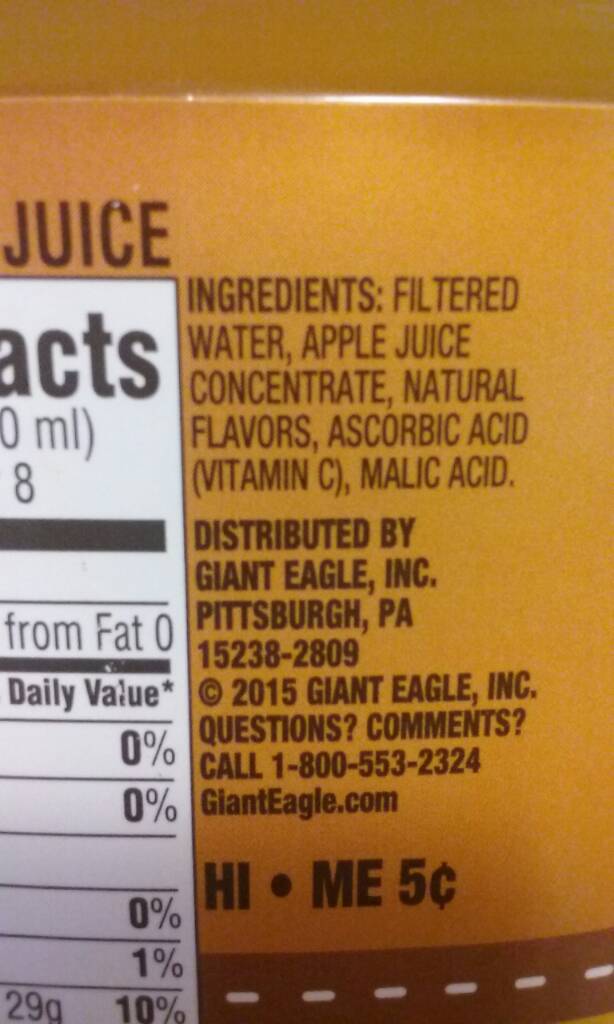 JUICE
acts
0 ml)
8
from Fat 0
Daily Value*
0%
0%
0%
1%
29g 10%
INGREDIENTS: FILTERED
WATER, APPLE JUICE
CONCENTRATE, NATURAL
FLAVORS, ASCORBIC ACID
(VITAMIN C), MALIC ACID.
DISTRIBUTED BY
GIANT EAGLE, INC.
PITTSBURGH, PA
15238-2809
© 2015 GIANT EAGLE, INC.
QUESTIONS? COMMENTS?
CALL 1-800-553-2324
GiantEagle.com
HI • ME 5¢